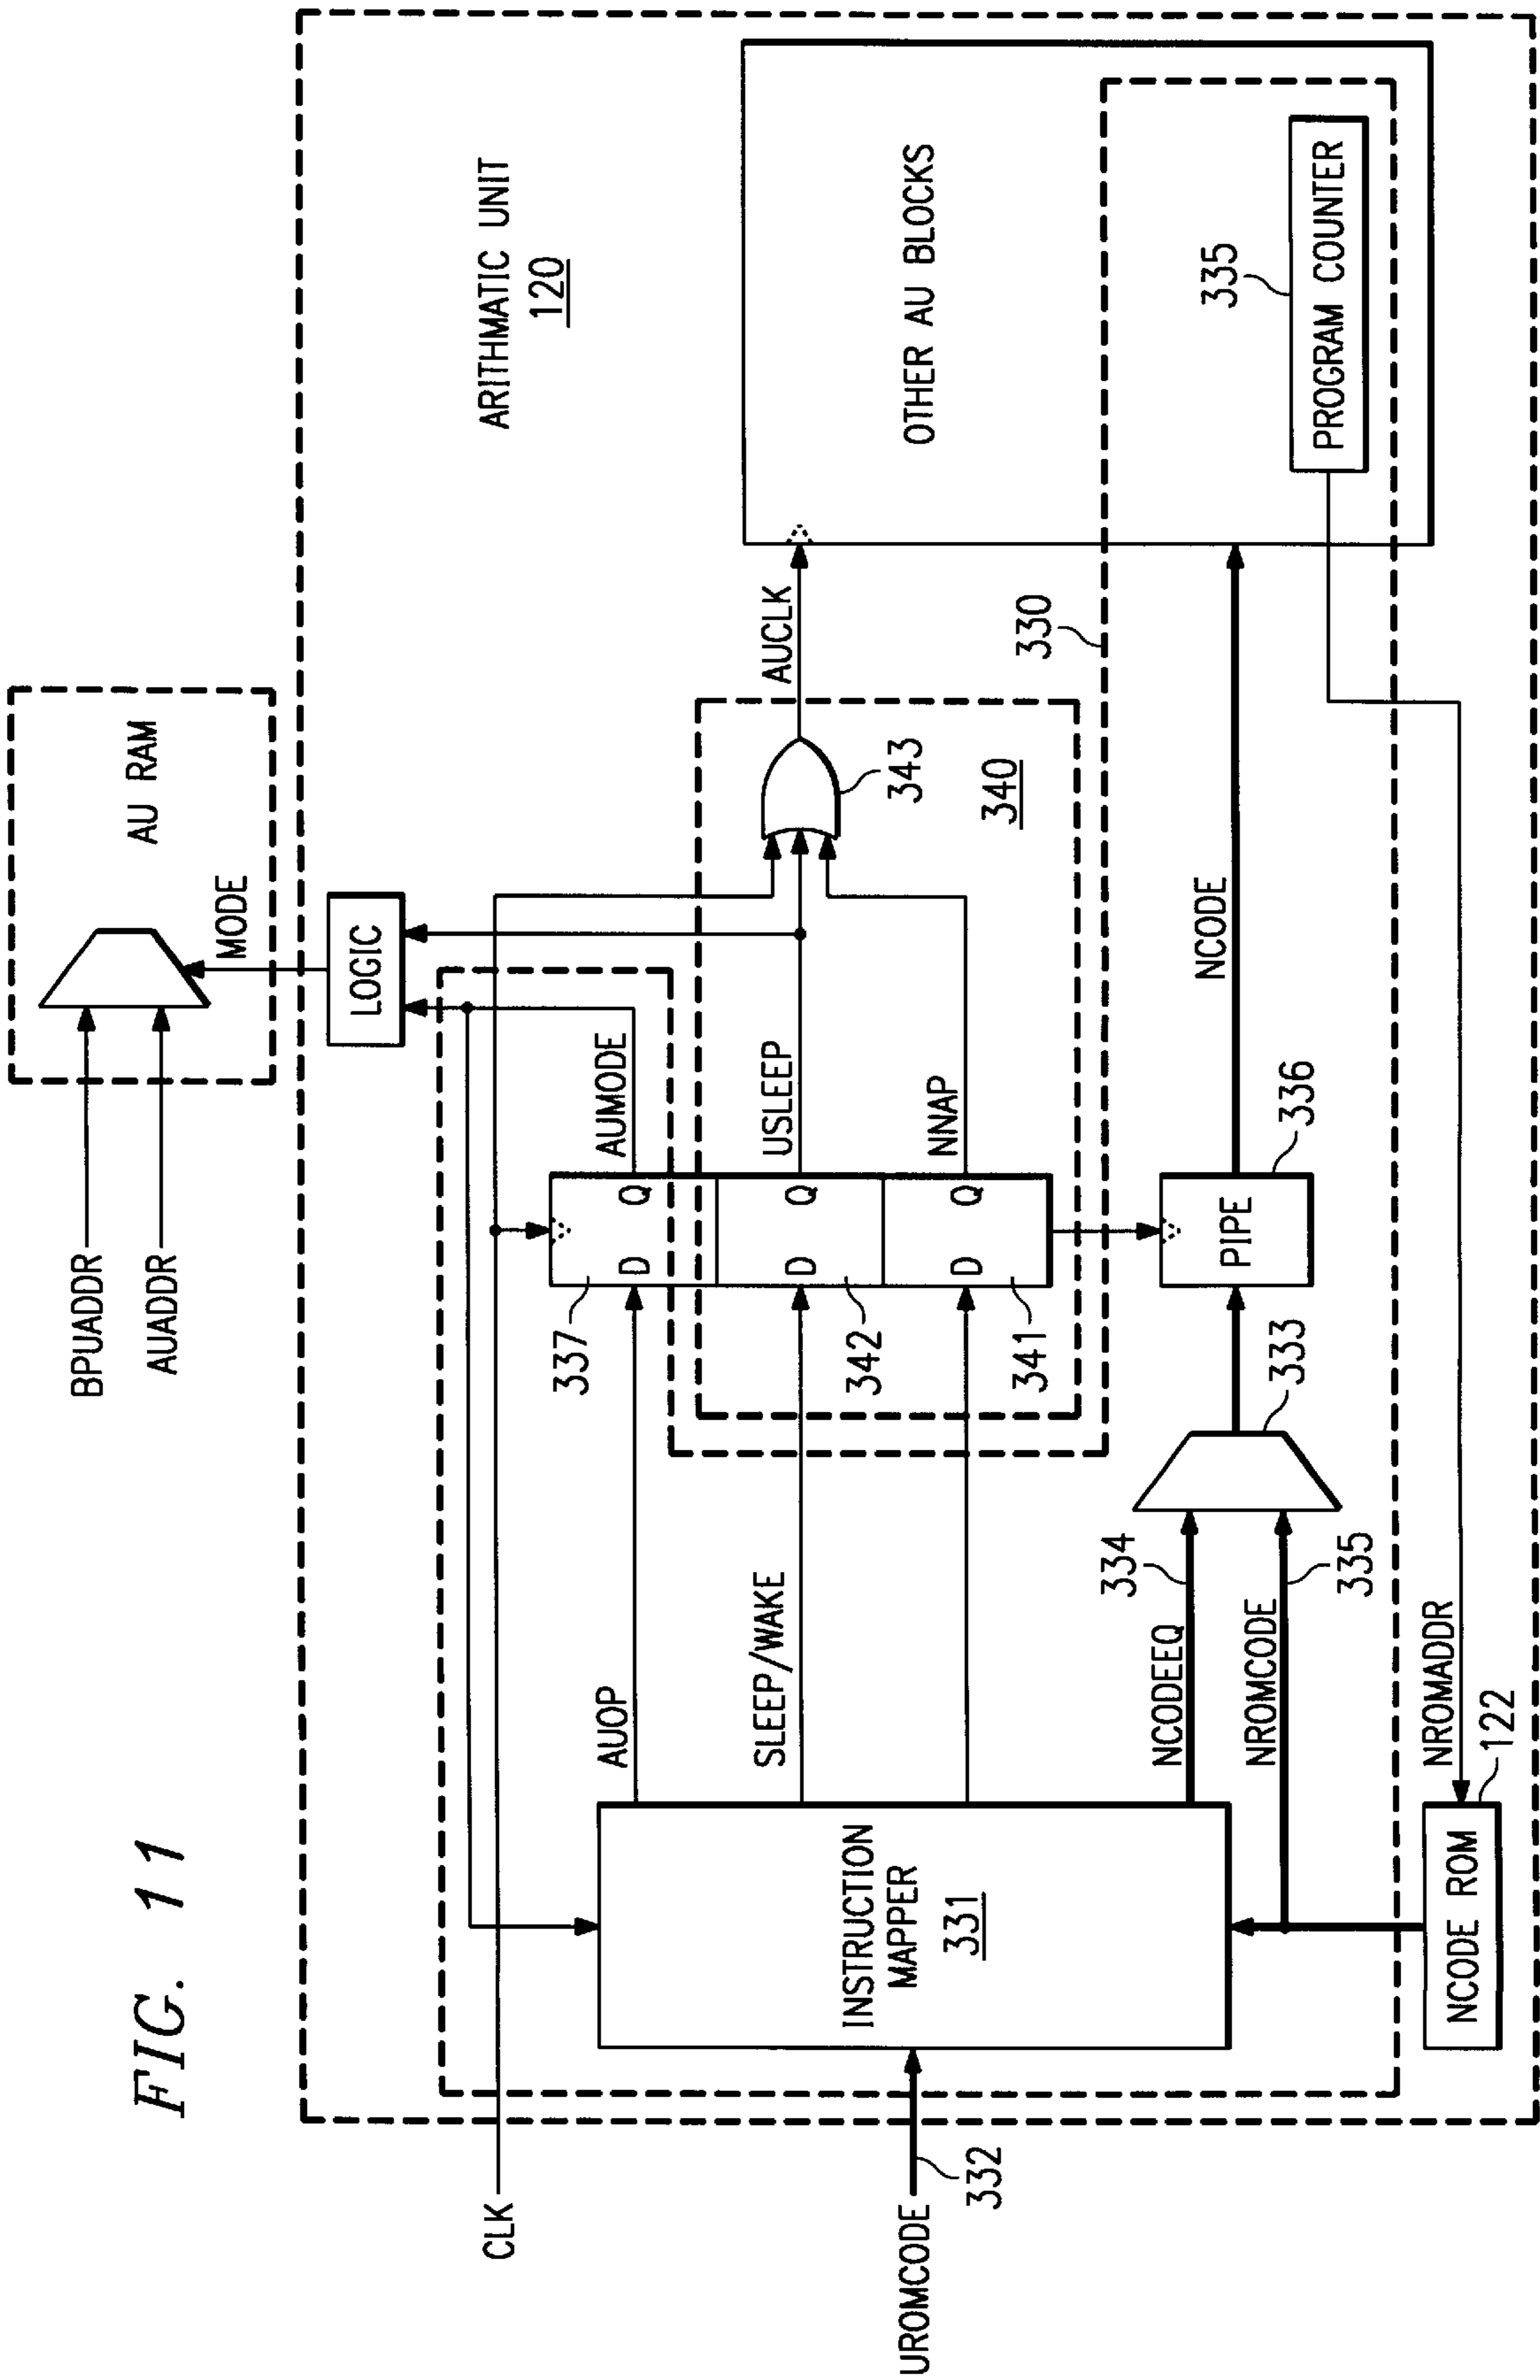 FIG. 11
BPUADDR
AUADDR
AU RAM
MODE
LOGIC
ARITHMATIC UNIT
120
CLK
AUOP
337
D
Q
AUMODE
SLEEP/WAKE
342
D
Q
USLEEP
341
D
Q
NNAP
343
340
AUCLK
OTHER AU BLOCKS
UROMCODE
332
INSTRUCTION
MAPPER
331
330
NCODEEQ
334
NROMCODE
335
333
PIPE
336
NCODE
335
PROGRAM COUNTER
NROMADDR
122
NCODE ROM